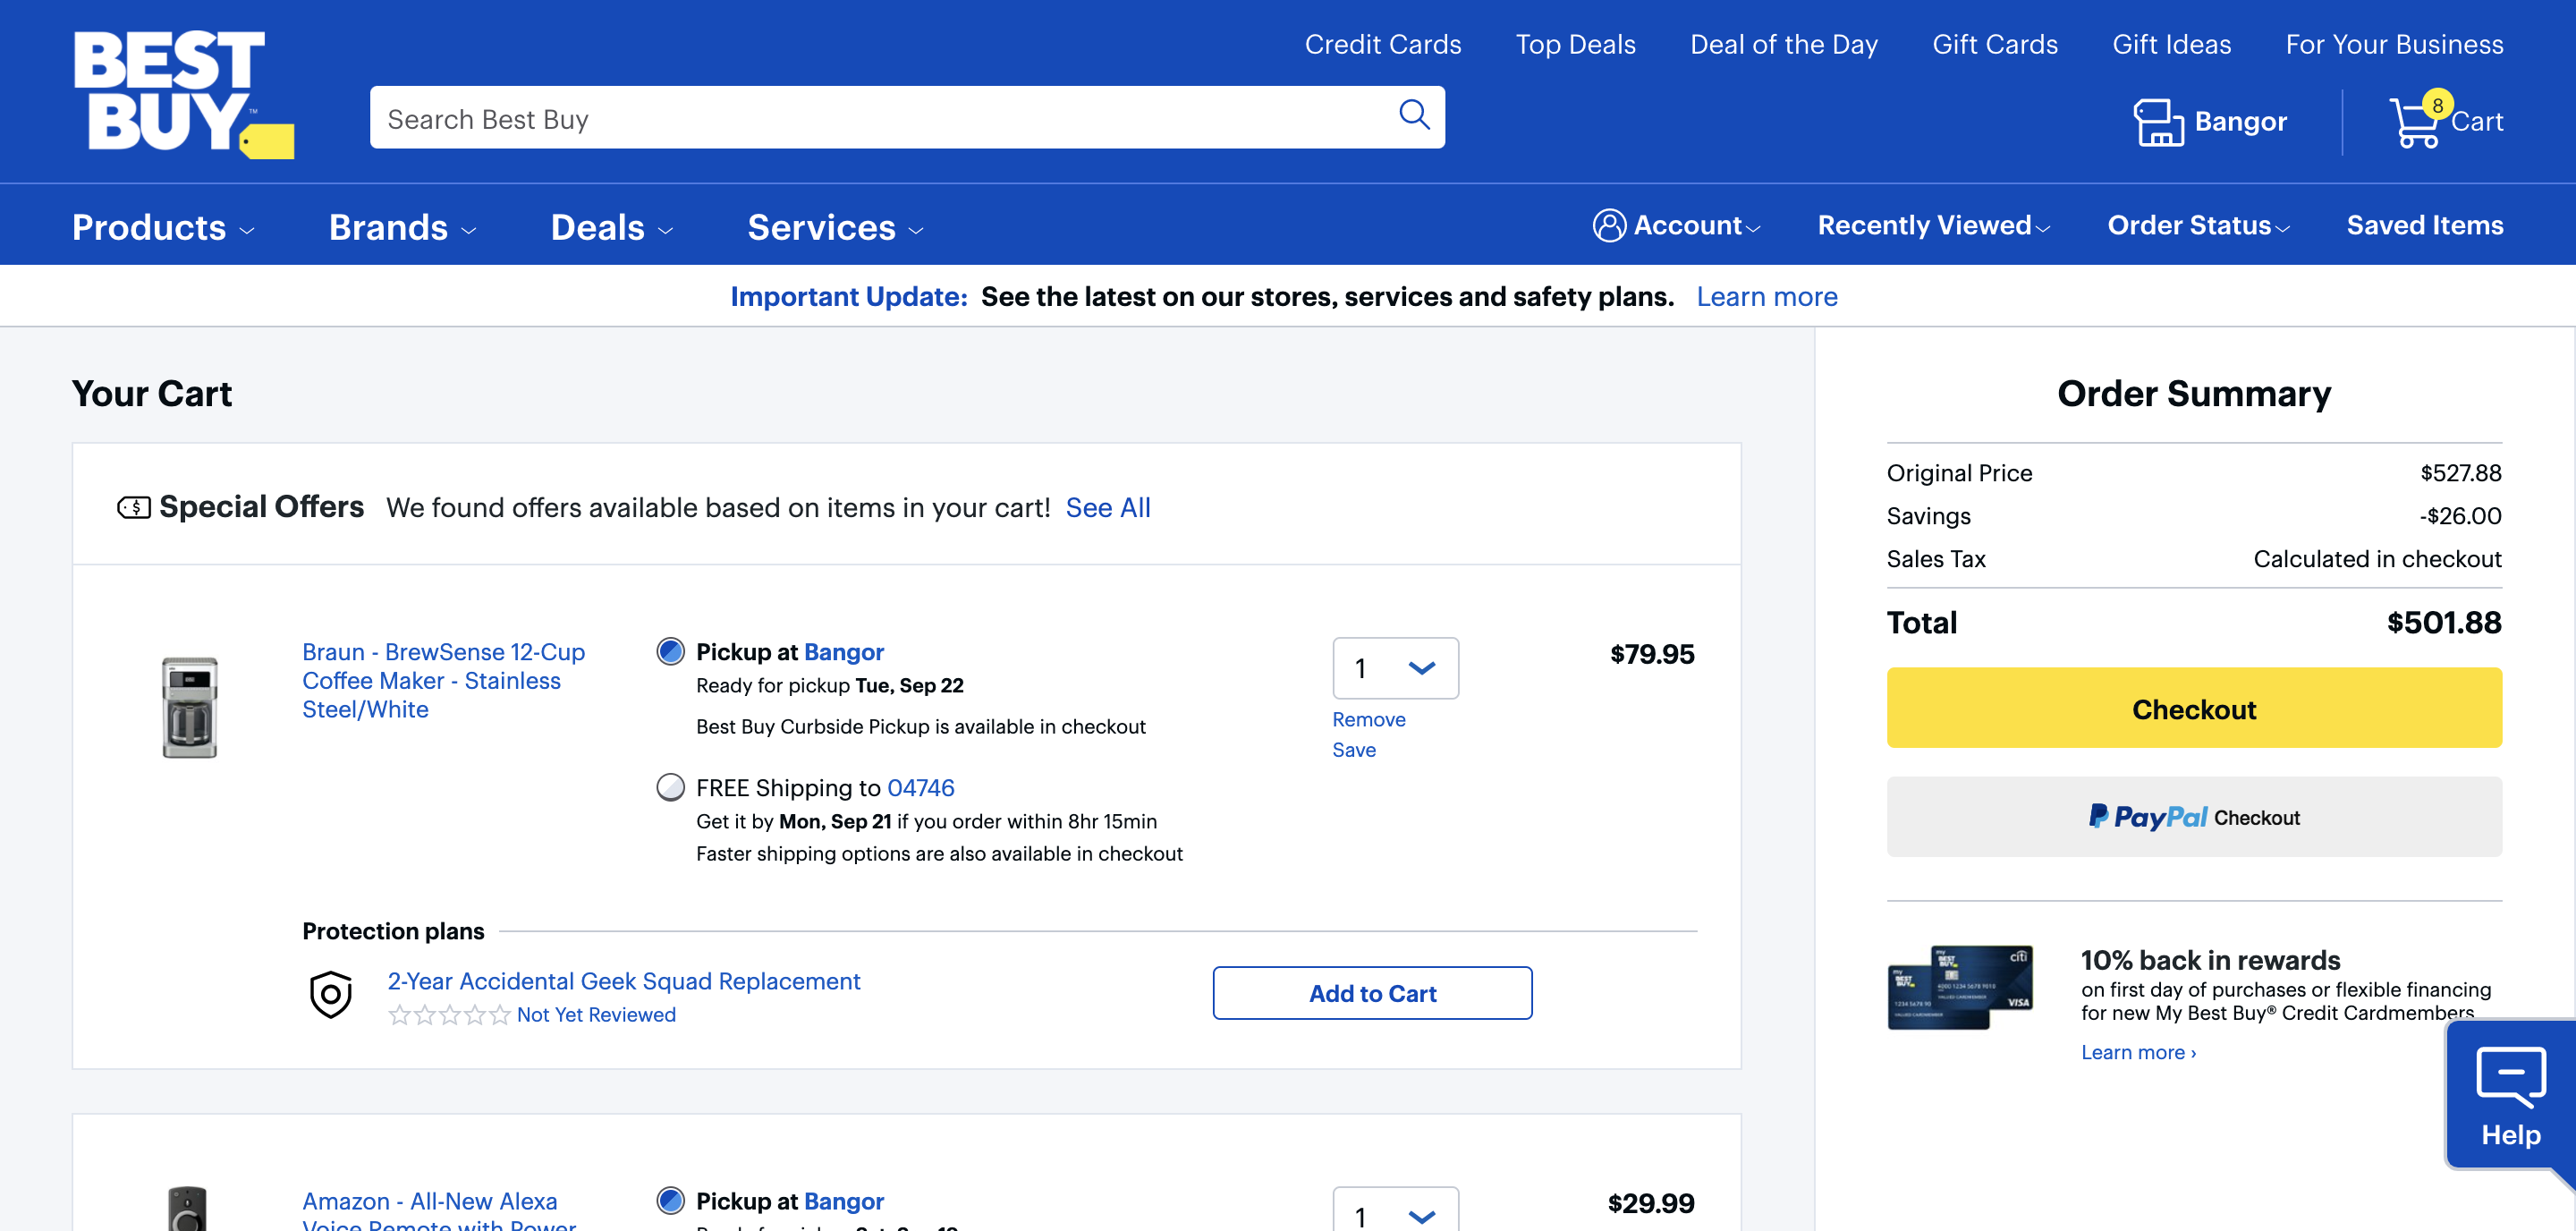 BEST BUY™
Credit Cards
Top Deals
Deal of the Day
Gift Cards
Gift Ideas
For Your Business
Search Best Buy
Bangor
8
Cart
Products
Brands
Deals
Services
Account
Recently Viewed
Order Status
Saved Items
Important Update: See the latest on our stores, services and safety plans. Learn more
Your Cart
Special Offers We found offers available based on items in your cart! See All
Braun - BrewSense 12-Cup
Coffee Maker - Stainless
Steel/White
Pickup at Bangor
Ready for pickup Tue, Sep 22
Best Buy Curbside Pickup is available in checkout
FREE Shipping to 04746
Get it by Mon, Sep 21 if you order within 8hr 15min
Faster shipping options are also available in checkout
1
Remove
Save
$79.95
Protection plans
2-Year Accidental Geek Squad Replacement
Not Yet Reviewed
Add to Cart
Amazon - All-New Alexa
Voice Remote with Power
Pickup at Bangor
1
$29.99
Order Summary
Original Price $527.88
Savings -$26.00
Sales Tax Calculated in checkout
Total $501.88
Checkout
PayPal Checkout
my
BEST
BUY
citi
VISA
10% back in rewards
on first day of purchases or flexible financing
for new My Best Buy® Credit Cardmembers
Learn more ›
Help